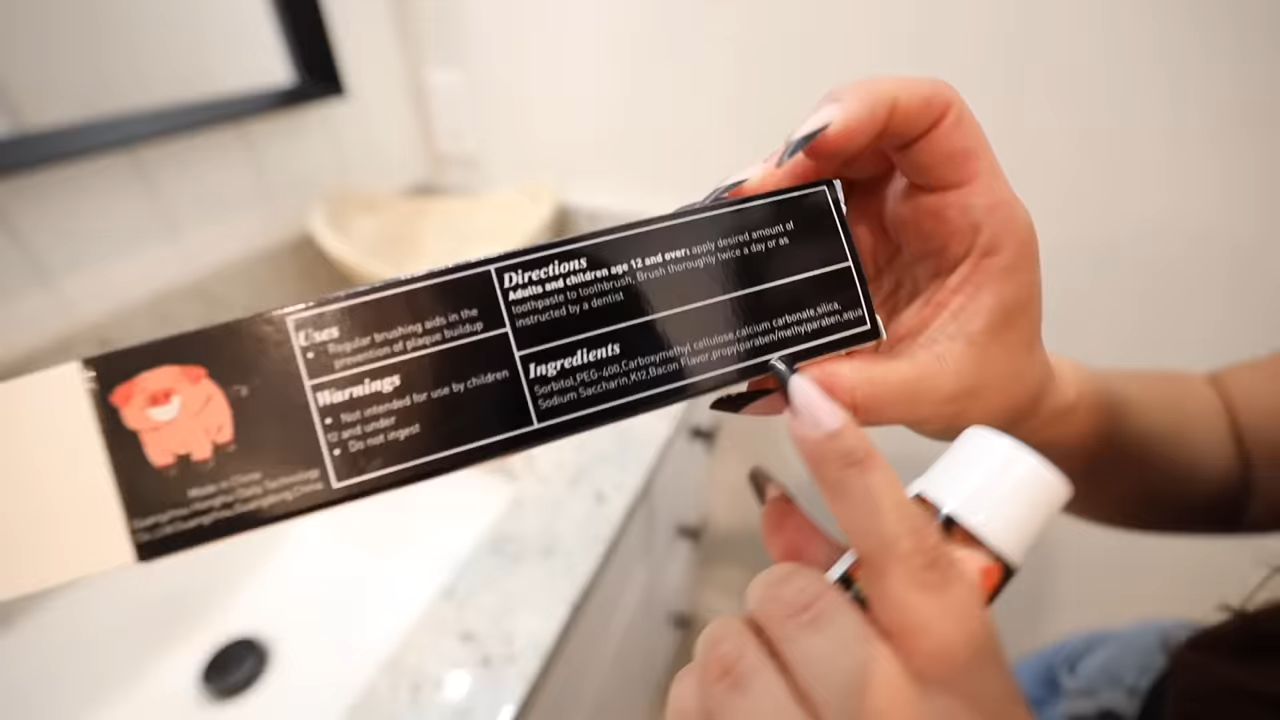 Uses
• Regular brushing aids in the
prevention of plaque buildup
Warnings
• Not intended for use by children
12 and under
• Do not ingest
Directions
Adults and children age 12 and over: apply desired amount of
toothpaste to toothbrush, Brush thoroughly twice a day or as
instructed by a dentist
Ingredients
Sorbitol,PEG-400,Carboxymethyl cellulose,calcium carbonate,silica,
Sodium Saccharin,K12,Bacon Flavor,propylparaben/methylparaben,aqua
Made in China